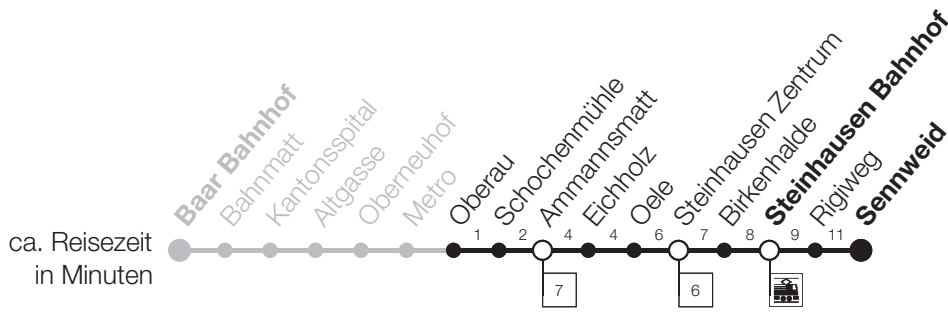 Baar Bahnhof
Bahnmatt
Kantonsspital
Altgasse
Oberneuhof
Metro
Oberau
Schochenmühle
Ammannsmatt
Eichholz
Oele
Steinhausen Zentrum
Birkenhalde
Steinhausen Bahnhof
Rigiweg
Sennweid
ca. Reisezeit
in Minuten
1 2 4 4 6 7 8 9 11
7 6